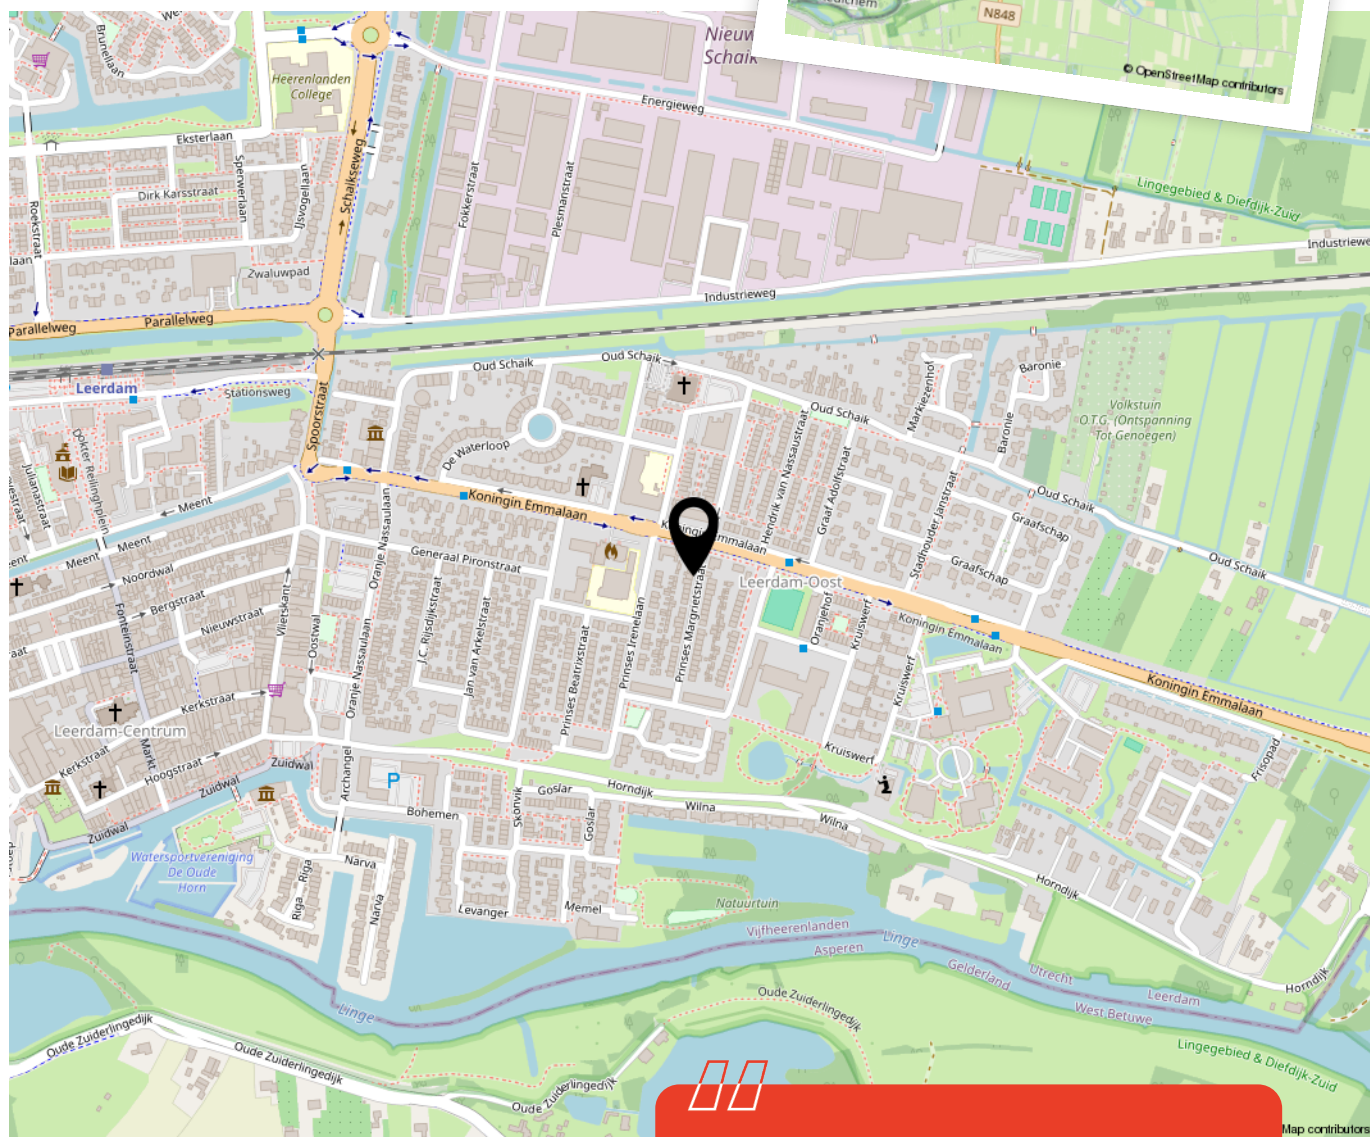 N848
© OpenStreetMap contributors
Nieuw
Schaik
Brunellaan
Heerenlanden
College
Energieweg
Eksterlaan
Schaikseweg
Sperwerlaan
IJsvogellaan
Dirk Karsstraat
Roekstraat
Fokkerstraat
Plesmanstraat
Lingegebied & Diefdijk-Zuid
laan
Zwaluwpad
Industriewe
Industrieweg
Parallelweg
Parallelweg
Oud Schaik
Oud Schaik
Leerdam
Stationsweg
Spoorstraat
Baronie
Markiezenhof
Oud Schaik
Baronie
Volkstuin
O.T.G. (Ontspanning
Tot Genoegen)
Dokter Reilinghplein
Julianastraat
De Waterloop
Hendrik van Nassaustraat
Graaf Adolfstraat
Stadhouder Janstraat
Meent
Koningin Emmalaan
Oud Schaik
Graafschap
Meent
Meent
Generaal Pironstraat
Oranje Nassaulaan
Leerdam-Oost
Graafschap
Oud Schaik
Noordwal
Bergstraat
Nieuwstraat
Fonteinstraat
Vlietskant
Oostwal
Oranje Nassaulaan
J.C. Rijsdijkstraat
Jan van Arkelstraat
Prinses Beatrixstraat
Prinses Irenelaan
Prinses Margrietstraat
Oranjehof
Kruiswerf
Koningin Emmalaan
Kruiswerf
Koningin Emmalaan
Kerkstraat
Leerdam-Centrum
Kerkstraat
Markt
Hoogstraat
Zuidwal
Zuidwal
Zuidwal
Archangel
P
Kruiswerf
Frisopad
Horndijk
Goslar
Skonvik
Goslar
Wilna
Wilna
Bohemen
Watersportvereniging
De Oude
Horn
Narva
Riga
Riga
Narva
Levanger
Memel
Natuurtuin
Horndijk
Vijfheerenlanden
Asperen
Linge
Gelderland
Utrecht
Leerdam
West Betuwe
Horndijk
Linge
Oude Zuiderlingedijk
Oude Zuiderlingedijk
Oude Zuiderlingedijk
Oude Zuiderlingedijk
Lingegebied & Diefdijk-Zuid
Map contributors